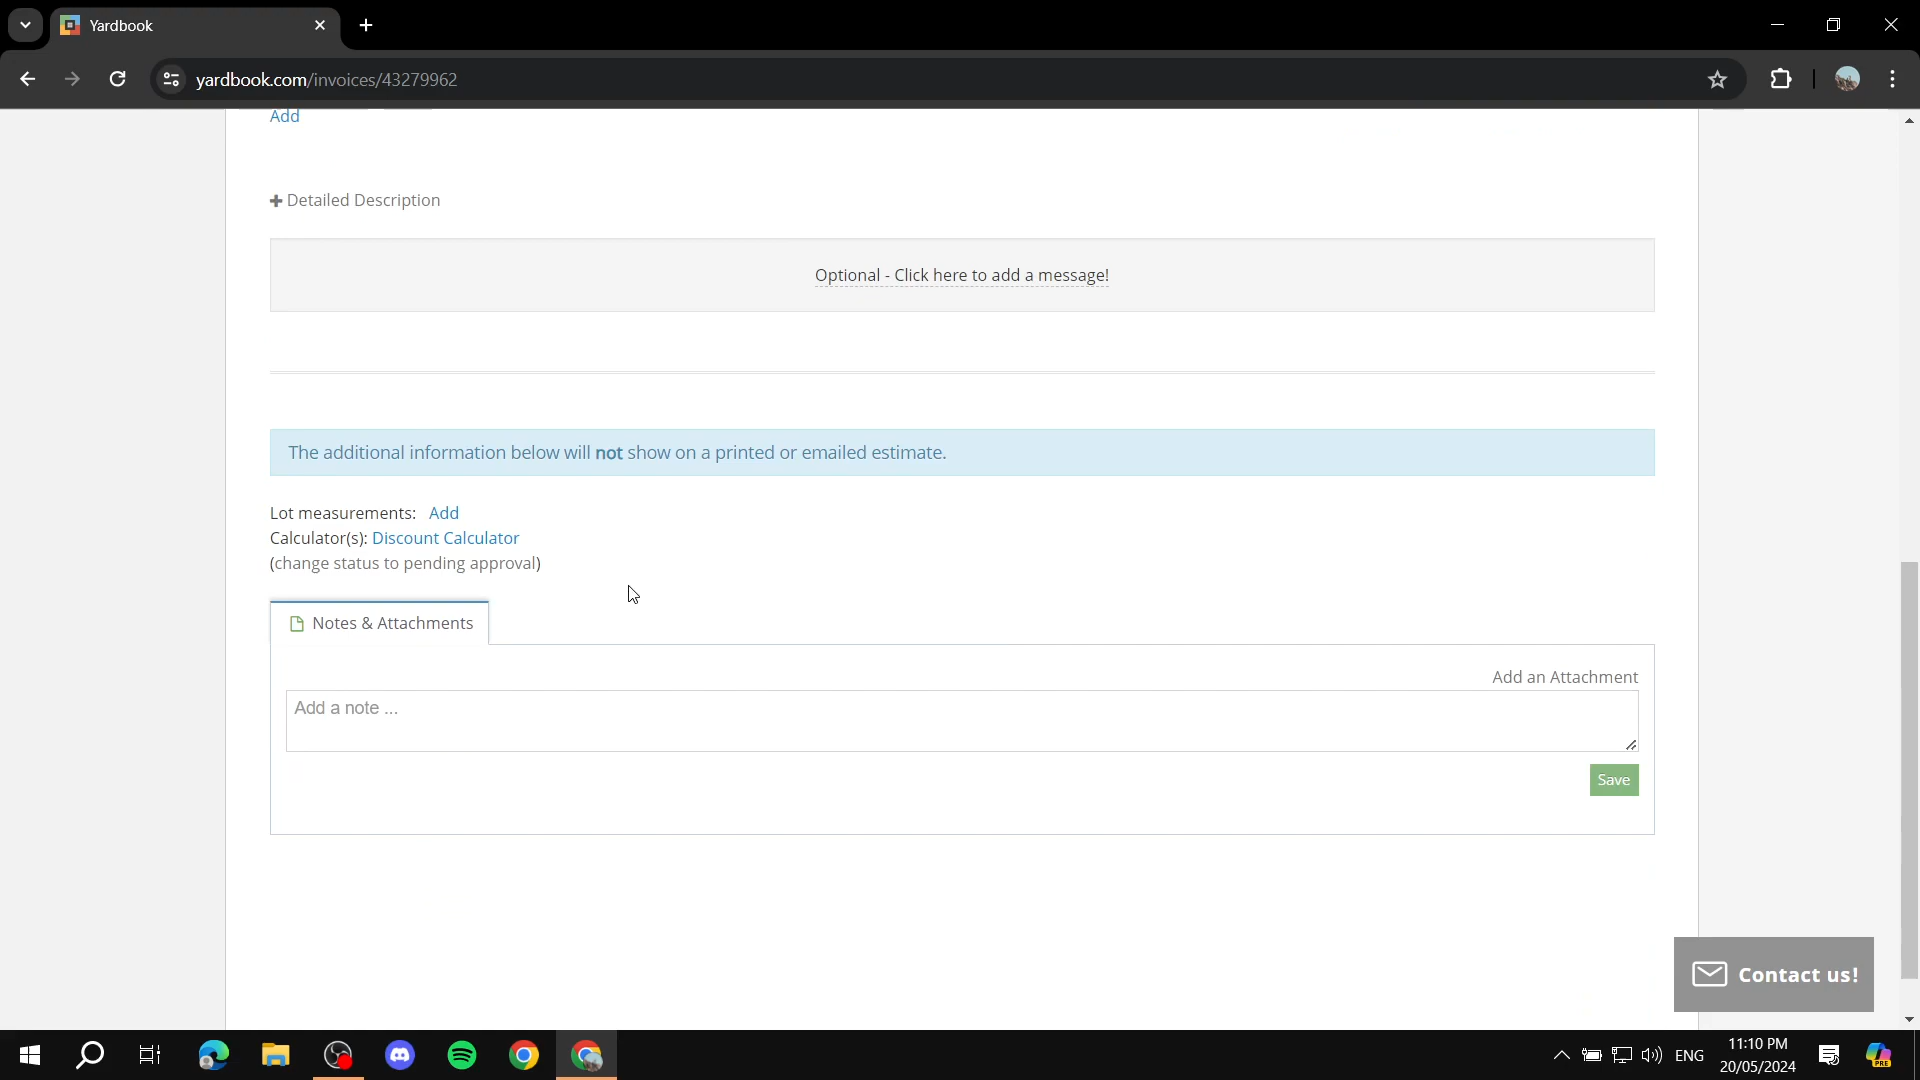 Yardbook
yardbook.com/invoices/43279962
Add
Detailed Description
Optional - Click here to add a message!
The additional information below will not show on a printed or emailed estimate.
Lot measurements: Add
Calculator(s): Discount Calculator
(change status to pending approval)
Notes & Attachments
Add an Attachment
Add a note ...
Save
Contact us!
ENG
11:10 PM
20/05/2024
PRE